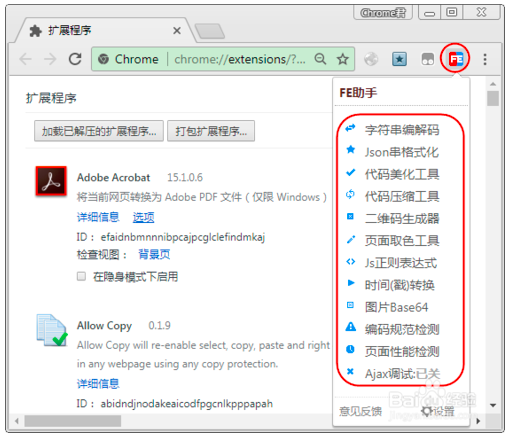 Chrome君
扩展程序
Chrome
chrome://extensions/?...
FE
扩展程序
加载已解压的扩展程序...
打包扩展程序...
Adobe Acrobat 15.1.0.6
将当前网页转换为 Adobe PDF 文件（仅限 Windows）
详细信息 选项
ID： efaidnbmnnnibpcajpcglclefindmkaj
检查视图： 背景页
在隐身模式下启用
Allow Copy 0.1.9
Allow Copy will re-enable select, copy, paste and right
in any webpage using any copy protection.
详细信息
ID： abidndjnodakeaicodfpgcnlkpppapah
FE助手
字符串编解码
Json串格式化
代码美化工具
代码压缩工具
二维码生成器
页面取色工具
Js正则表达式
时间(戳)转换
图片Base64
编码规范检测
页面性能检测
Ajax调试:已关
意见反馈
设置